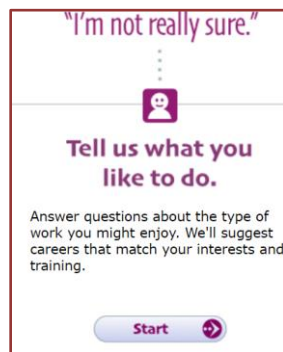 "I'm not really sure."
Tell us what you
like to do.
Answer questions about the type of
work you might enjoy. We'll suggest
careers that match your interests and
training.
Start